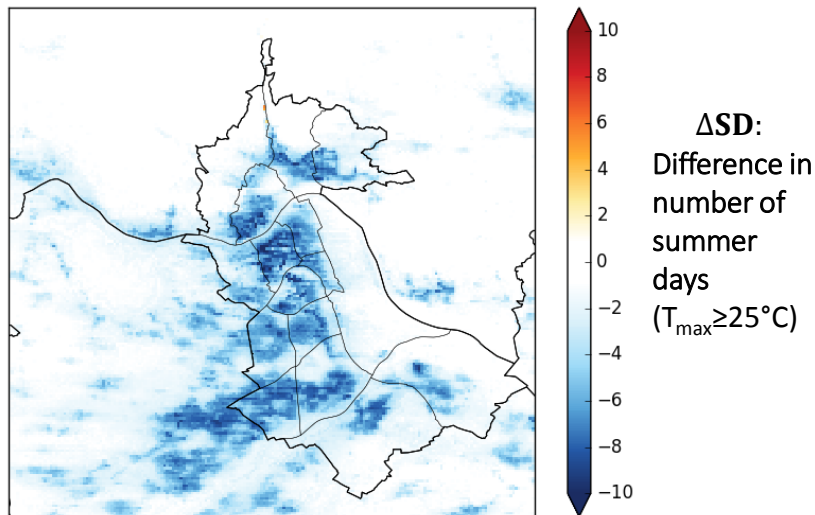 10
8
6
4
2
0
−2
−4
−6
−8
−10
ΔSD:
Difference in
number of
summer
days
(Tmax≥25°C)